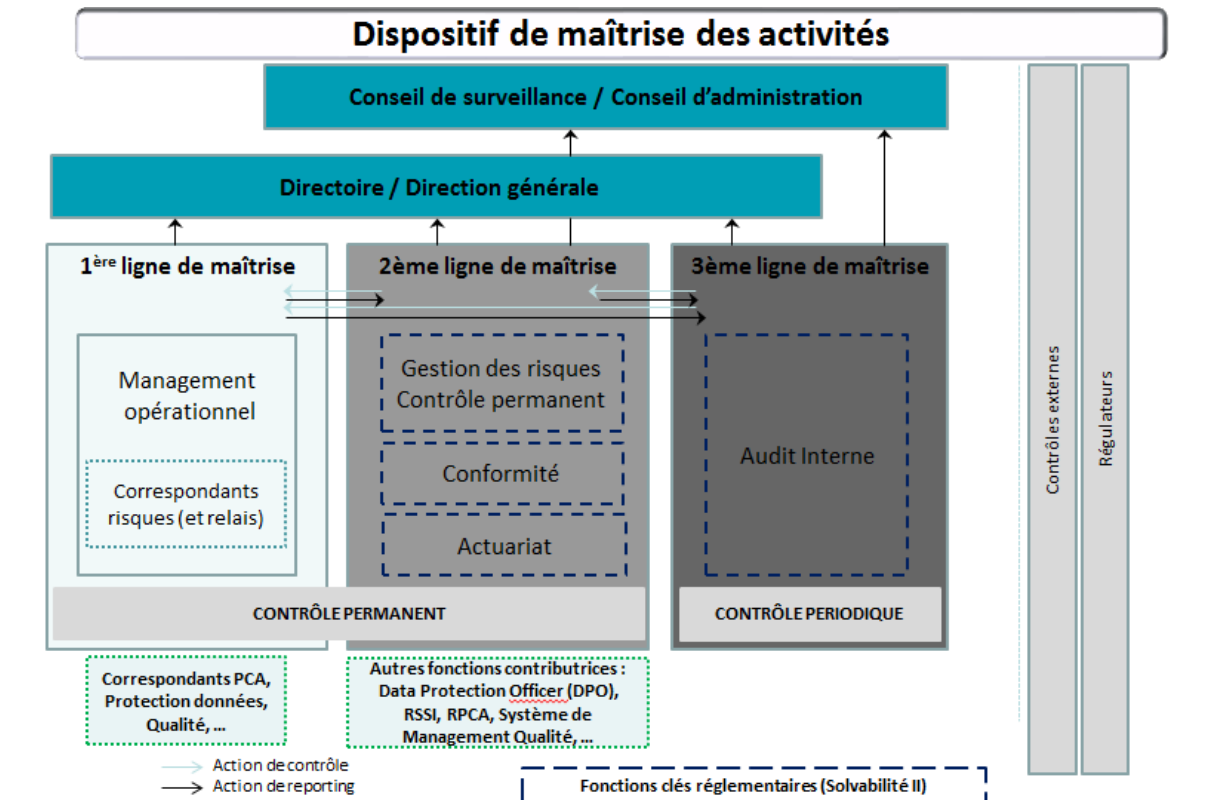 Dispositif de maîtrise des activités
Conseil de surveillance / Conseil d'administration
Directoire / Direction générale
1ère ligne de maîtrise
2ème ligne de maîtrise
3ème ligne de maîtrise
Management
opérationnel
Correspondants
risques (et relais)
Gestion des risques
Contrôle permanent
Conformité
Actuariat
Audit Interne
CONTRÔLE PERMANENT
CONTRÔLE PERIODIQUE
Correspondants PCA,
Protection données,
Qualité, ...
Autres fonctions contributrices :
Data Protection Officer (DPO),
RSSI, RPCA, Système de
Management Qualité, ...
Action de contrôle
Action de reporting
Fonctions clés réglementaires (Solvabilité II)
Contrôles externes
Régulateurs